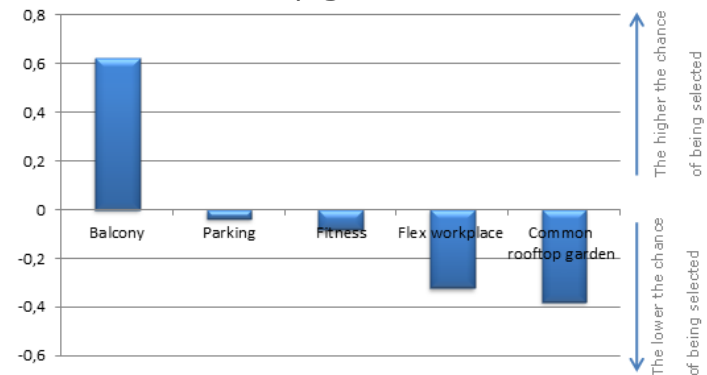 0,8
0,6
0,4
0,2
0
-0,2
-0,4
-0,6
Balcony
Parking
Fitness
Flex workplace
Common
rooftop garden
The higher the chance
of being selected
The lower the chance
of being selected